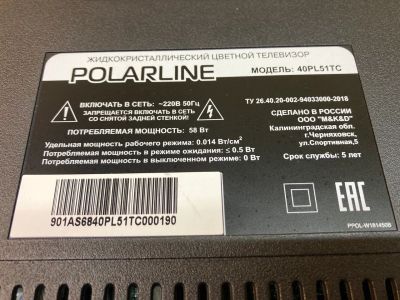 ЖИДКОКРИСТАЛЛИЧЕСКИЙ ЦВЕТНОЙ ТЕЛЕВИЗОР
POLARLINE
МОДЕЛЬ: 40PL51TC
ВКЛЮЧАТЬ В СЕТЬ: ~220В 50Гц
ЗАПРЕЩАЕТСЯ ВКЛЮЧАТЬ В СЕТЬ
СО СНЯТОЙ ЗАДНЕЙ СТЕНКОЙ!
ПОТРЕБЛЯЕМАЯ МОЩНОСТЬ: 58 Вт
Удельная мощность рабочего режима: 0.014 Вт/см²
Потребляемая мощность в режиме ожидания: ≤ 0.5 Вт
Потребляемая мощность в выключенном режиме: 0 Вт
ТУ 26.40.20-002-94033000-2018
СДЕЛАНО В РОССИИ
ООО "M&K&D"
Калининградская обл.
г.Черняховск,
ул.Спортивная,5
Срок службы: 5 лет
901AS6840PL51TC000190
EAC
PPOL-W181450B